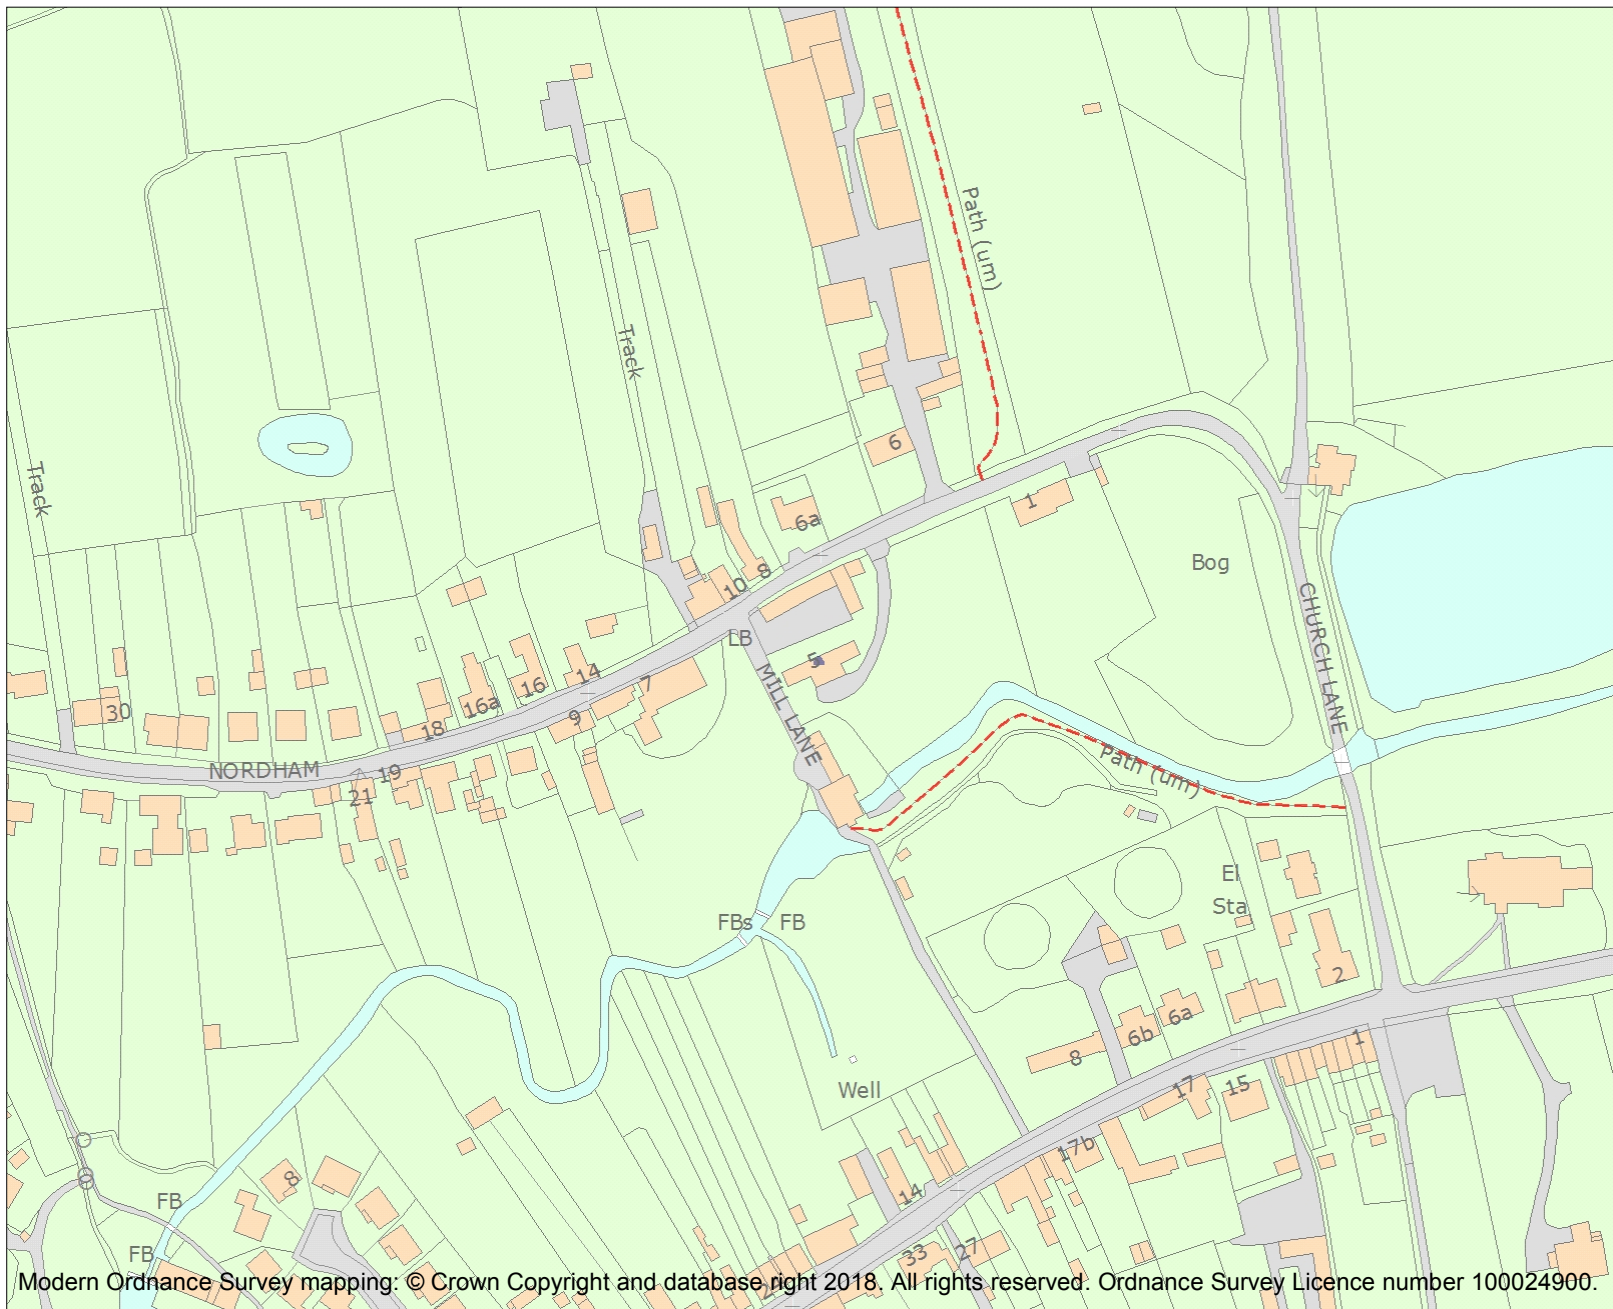 Path (um)
Track
6
Track
1
6a
Bog
8
10
CHURCH LANE
LB
5
MILL LANE
14
7
16
16a
30
9
18
Path (um)
NORDHAM
19
21
El
Sta
FBs
FB
2
6a
6b
1
8
Well
17
15
17b
8
14
FB
FB
33
27
Modern Ordnance Survey mapping: © Crown Copyright and database right 2018. All rights reserved. Ordnance Survey Licence number 100024900.